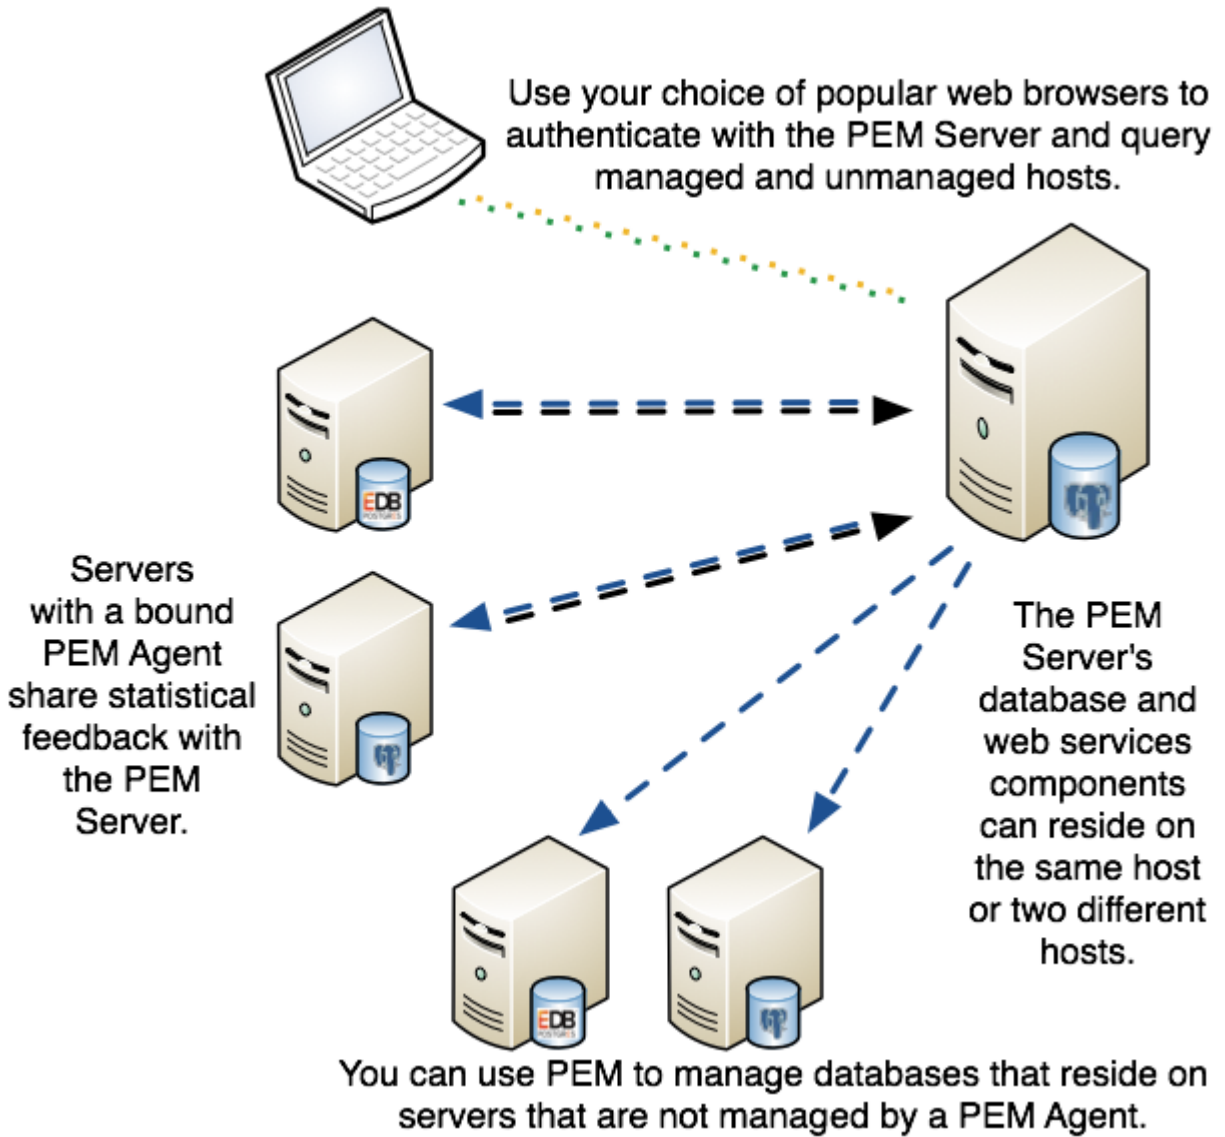 Use your choice of popular web browsers to
authenticate with the PEM Server and query
managed and unmanaged hosts.
EDB
POSTGRES
Servers
with a bound
PEM Agent
share statistical
feedback with
the PEM
Server.
The PEM
Server's
database and
web services
components
can reside on
the same host
or two different
hosts.
EDB
POSTGRES
You can use PEM to manage databases that reside on
servers that are not managed by a PEM Agent.